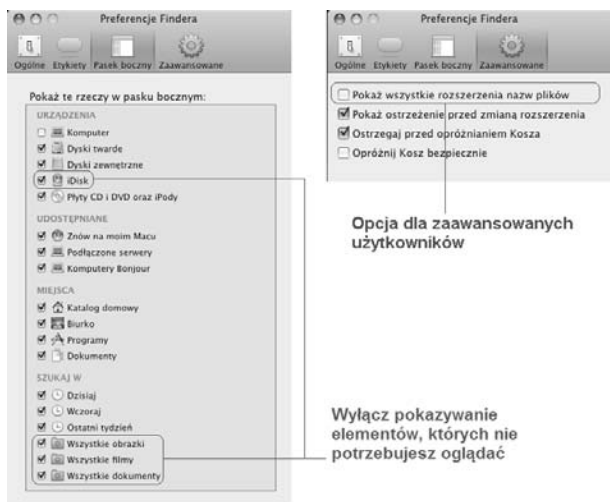 Preferencje Findera
Ogólne Etykiety Pasek boczny Zaawansowane
Pokaż te rzeczy w pasku bocznym:
URZĄDZENIA
Komputer
Dyski twarde
Dyski zewnętrzne
iDisk
Płyty CD i DVD oraz iPody
UDOSTĘPNIANE
Znów na moim Macu
Podłączone serwery
Komputery Bonjour
MIEJSCA
Katalog domowy
Biurko
Programy
Dokumenty
SZUKAJ W
Dzisiaj
Wczoraj
Ostatni tydzień
Wszystkie obrazki
Wszystkie filmy
Wszystkie dokumenty
Preferencje Findera
Ogólne Etykiety Pasek boczny Zaawansowane
Pokaż wszystkie rozszerzenia nazw plików
Pokaż ostrzeżenie przed zmianą rozszerzenia
Ostrzegaj przed opróżnianiem Kosza
Opróżnij Kosz bezpiecznie
Opcja dla zaawansowanych
użytkowników
Wyłącz pokazywanie
elementów, których nie
potrzebujesz oglądać